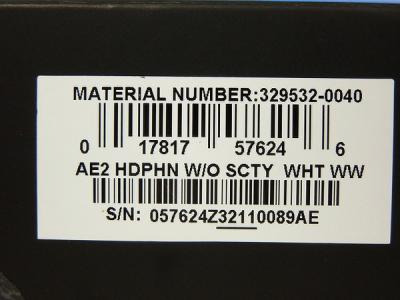 MATERIAL NUMBER:329532-0040
0 17817 57624 6
AE2 HDPHN W/O SCTY WHT WW
S/N: 057624Z32110089AE